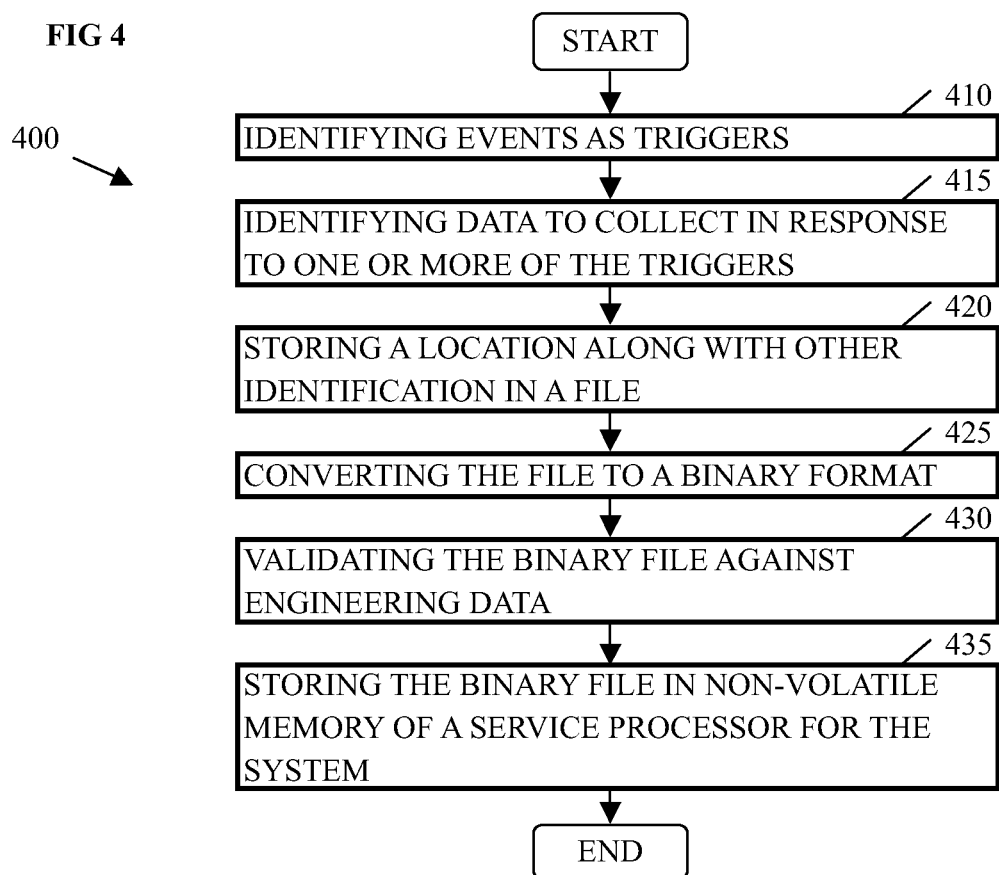 FIG 4
START
400
410
IDENTIFYING EVENTS AS TRIGGERS
415
IDENTIFYING DATA TO COLLECT IN RESPONSE
TO ONE OR MORE OF THE TRIGGERS
420
STORING A LOCATION ALONG WITH OTHER
IDENTIFICATION IN A FILE
425
CONVERTING THE FILE TO A BINARY FORMAT
430
VALIDATING THE BINARY FILE AGAINST
ENGINEERING DATA
435
STORING THE BINARY FILE IN NON-VOLATILE
MEMORY OF A SERVICE PROCESSOR FOR THE
SYSTEM
END